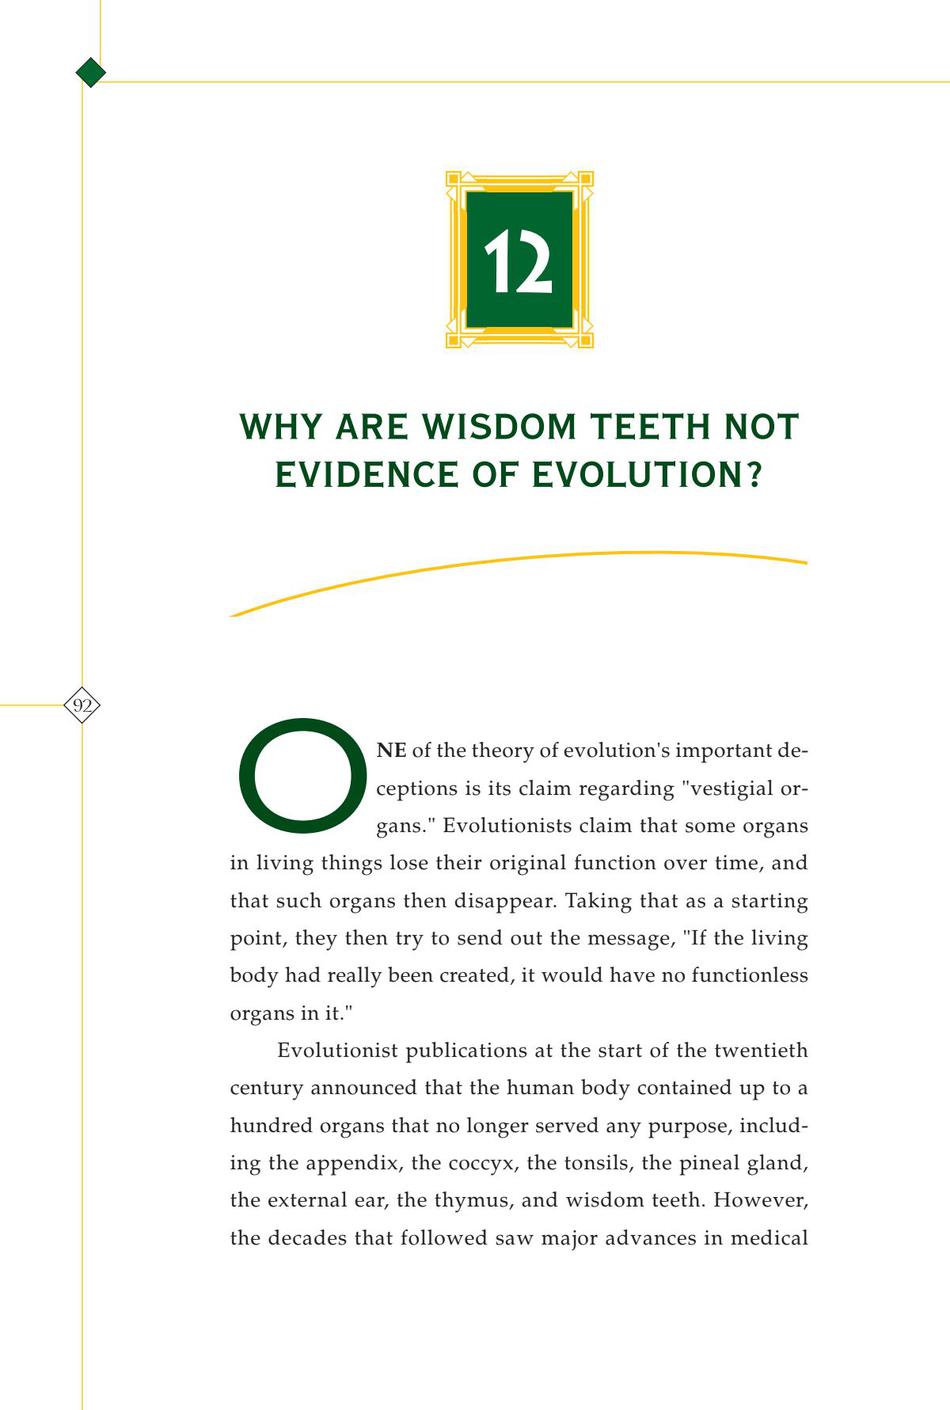 12
WHY ARE WISDOM TEETH NOT
EVIDENCE OF EVOLUTION?
92
ONE of the theory of evolution's important de-
ceptions is its claim regarding "vestigial or-
gans." Evolutionists claim that some organs
in living things lose their original function over time, and
that such organs then disappear. Taking that as a starting
point, they then try to send out the message, "If the living
body had really been created, it would have no functionless
organs in it."
Evolutionist publications at the start of the twentieth
century announced that the human body contained up to a
hundred organs that no longer served any purpose, includ-
ing the appendix, the coccyx, the tonsils, the pineal gland,
the external ear, the thymus, and wisdom teeth. However,
the decades that followed saw major advances in medical